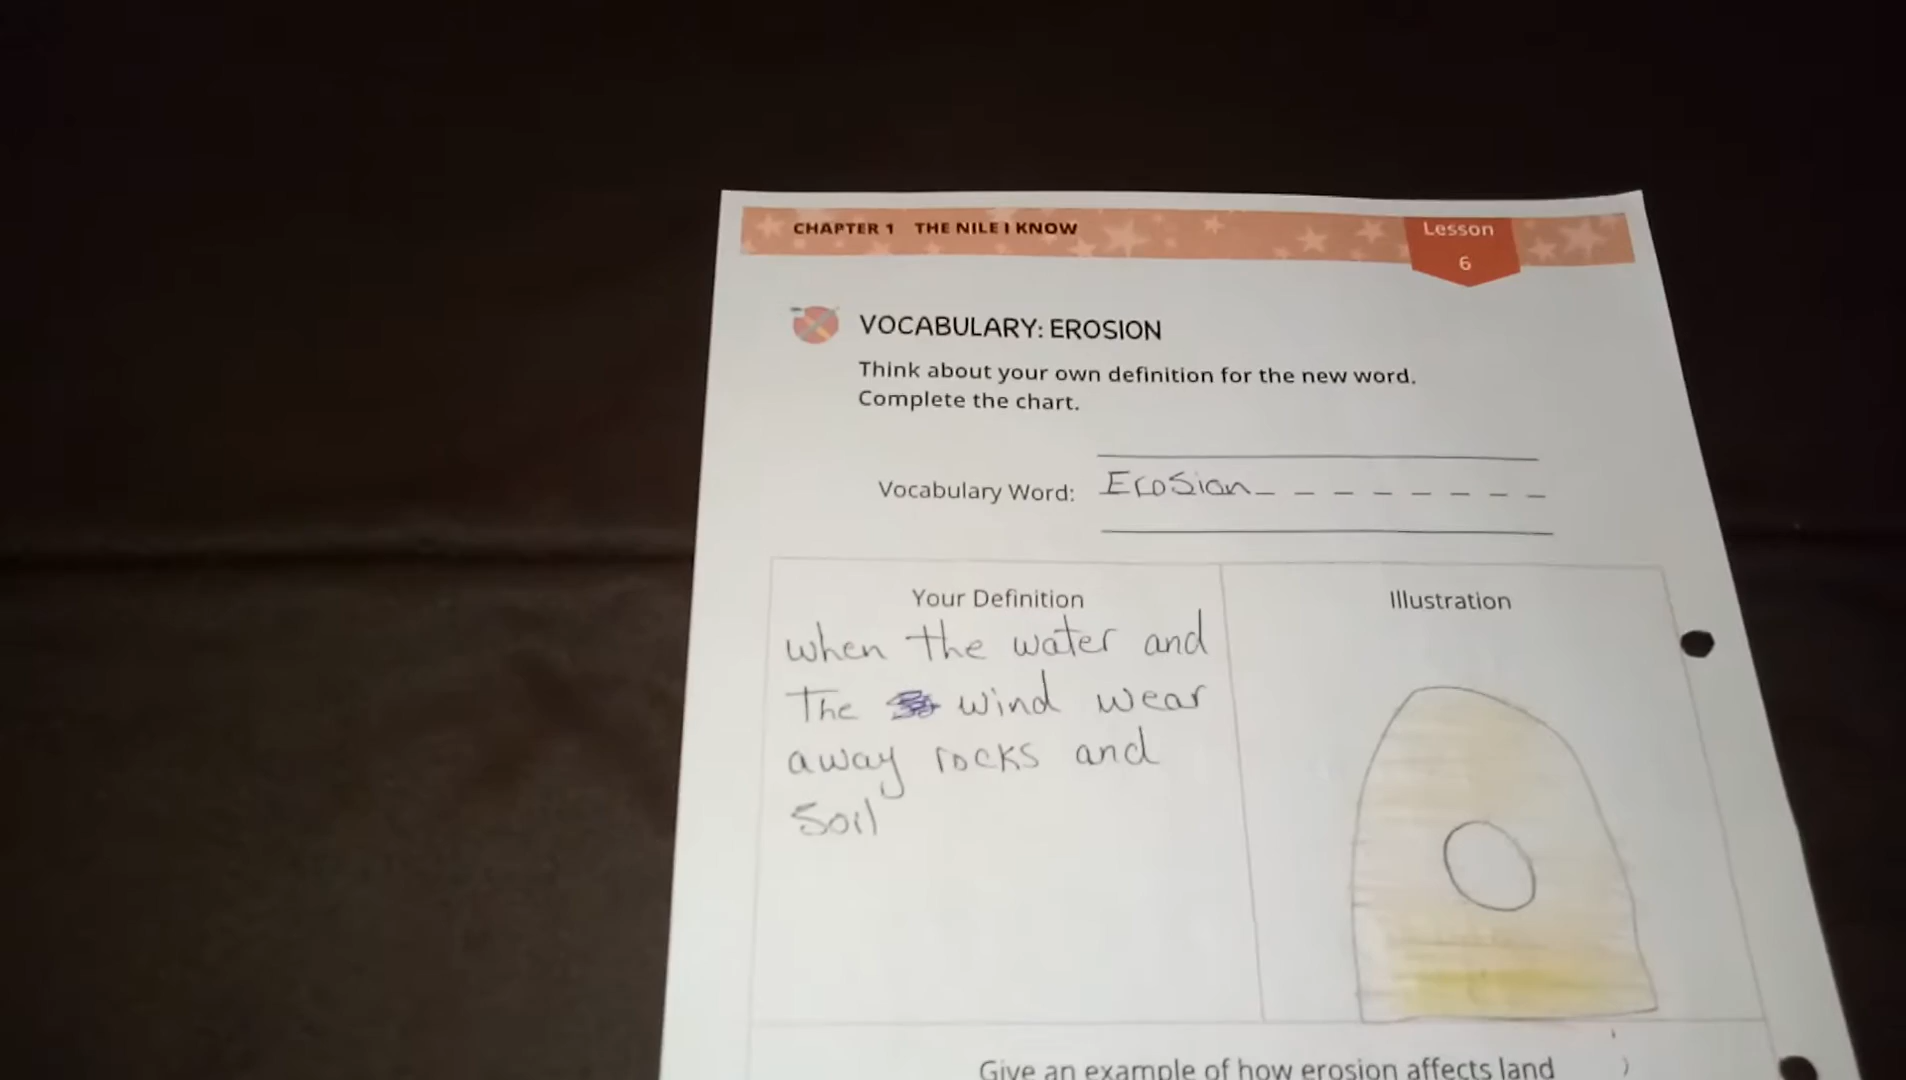 CHAPTER 1 THE NILE I KNOW
Lesson
6
VOCABULARY: EROSION
Think about your own definition for the new word.
Complete the chart.
Vocabulary Word: Erosion
Your Definition
when the water and
The wind wear
away rocks and
Soil
Illustration
Give an example of how erosion affects land